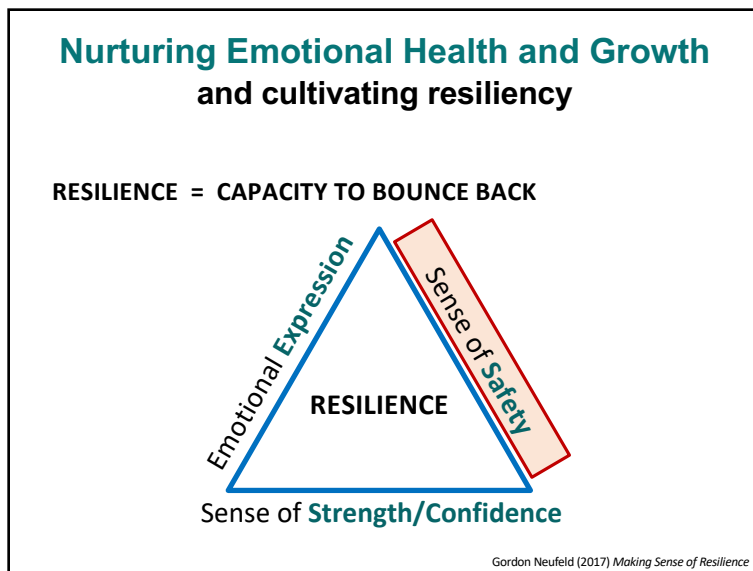 Nurturing Emotional Health and Growth
and cultivating resiliency
RESILIENCE = CAPACITY TO BOUNCE BACK
Emotional Expression
Sense of Safety
RESILIENCE
Sense of Strength/Confidence
Gordon Neufeld (2017) Making Sense of Resilience